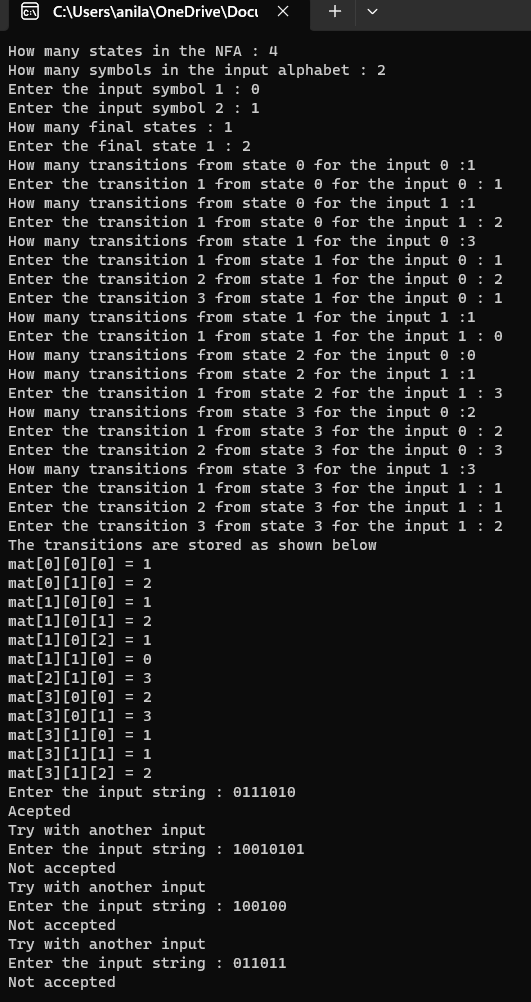 C:\Users\anila\OneDrive\Docu
How many states in the NFA : 4
How many symbols in the input alphabet : 2
Enter the input symbol 1 : 0
Enter the input symbol 2 : 1
How many final states : 1
Enter the final state 1 : 2
How many transitions from state 0 for the input 0 :1
Enter the transition 1 from state 0 for the input 0 : 1
How many transitions from state 0 for the input 1 :1
Enter the transition 1 from state 0 for the input 1 : 2
How many transitions from state 1 for the input 0 :3
Enter the transition 1 from state 1 for the input 0 : 1
Enter the transition 2 from state 1 for the input 0 : 2
Enter the transition 3 from state 1 for the input 0 : 1
How many transitions from state 1 for the input 1 :1
Enter the transition 1 from state 1 for the input 1 : 0
How many transitions from state 2 for the input 0 :0
How many transitions from state 2 for the input 1 :1
Enter the transition 1 from state 2 for the input 1 : 3
How many transitions from state 3 for the input 0 :2
Enter the transition 1 from state 3 for the input 0 : 2
Enter the transition 2 from state 3 for the input 0 : 3
How many transitions from state 3 for the input 1 :3
Enter the transition 1 from state 3 for the input 1 : 1
Enter the transition 2 from state 3 for the input 1 : 1
Enter the transition 3 from state 3 for the input 1 : 2
The transitions are stored as shown below
mat[0][0][0] = 1
mat[0][1][0] = 2
mat[1][0][0] = 1
mat[1][0][1] = 2
mat[1][0][2] = 1
mat[1][1][0] = 0
mat[2][1][0] = 3
mat[3][0][0] = 2
mat[3][0][1] = 3
mat[3][1][0] = 1
mat[3][1][1] = 1
mat[3][1][2] = 2
Enter the input string : 0111010
Acepted
Try with another input
Enter the input string : 10010101
Not accepted
Try with another input
Enter the input string : 100100
Not accepted
Try with another input
Enter the input string : 011011
Not accepted